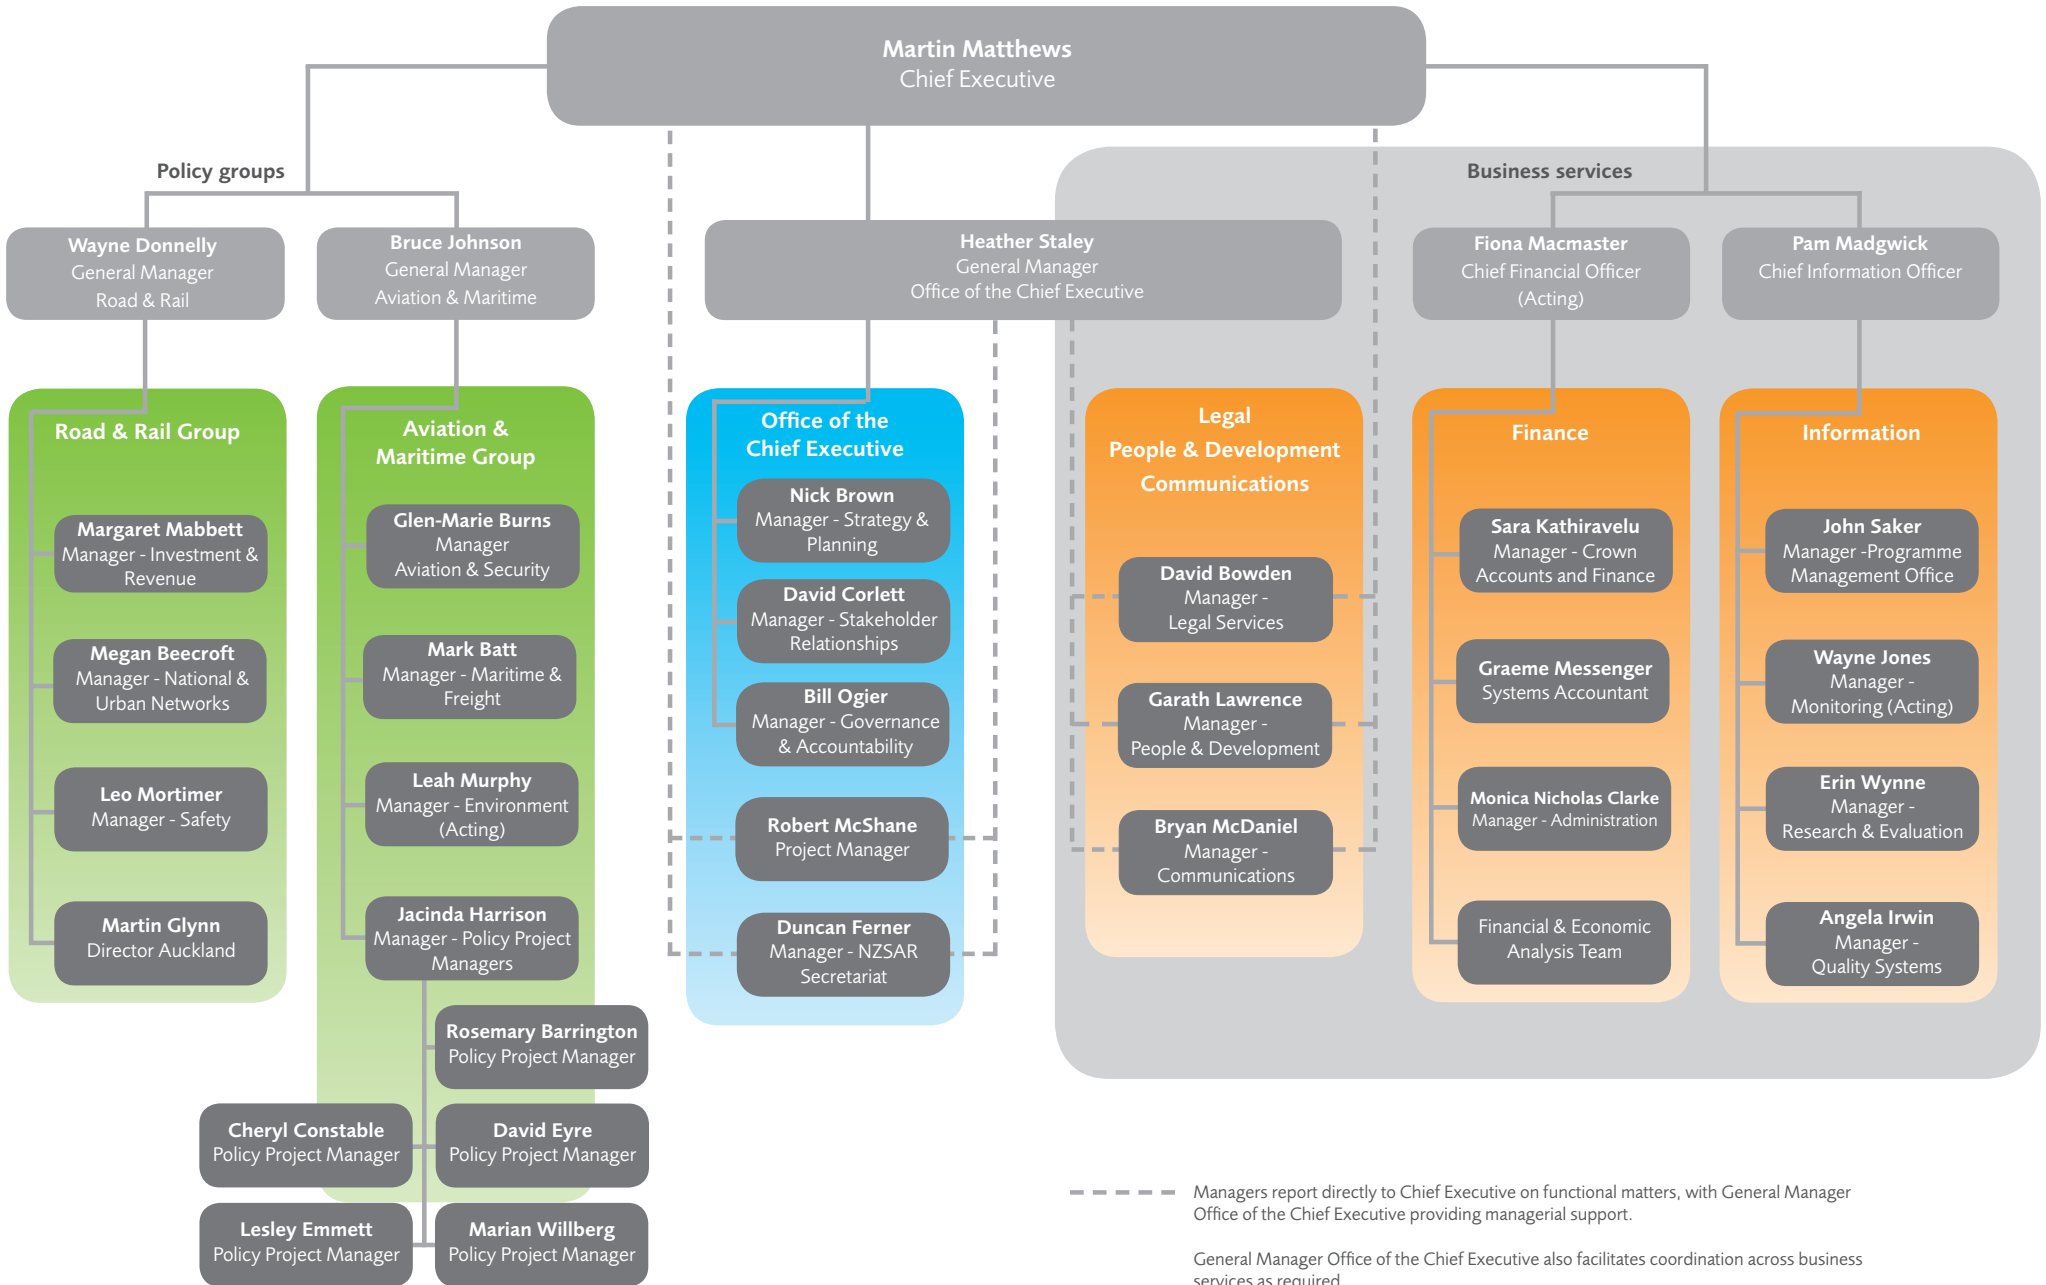 Martin Matthews
Chief Executive
Policy groups
Business services
Wayne Donnelly
General Manager
Road & Rail
Bruce Johnson
General Manager
Aviation & Maritime
Heather Staley
General Manager
Office of the Chief Executive
Fiona Macmaster
Chief Financial Officer
(Acting)
Pam Madgwick
Chief Information Officer
Road & Rail Group
Margaret Mabbett
Manager - Investment &
Revenue
Megan Beecroft
Manager - National &
Urban Networks
Leo Mortimer
Manager - Safety
Martin Glynn
Director Auckland
Aviation &
Maritime Group
Glen-Marie Burns
Manager
Aviation & Security
Mark Batt
Manager - Maritime &
Freight
Leah Murphy
Manager - Environment
(Acting)
Jacinda Harrison
Manager - Policy Project
Managers
Rosemary Barrington
Policy Project Manager
Cheryl Constable
Policy Project Manager
David Eyre
Policy Project Manager
Lesley Emmett
Policy Project Manager
Marian Willberg
Policy Project Manager
Office of the
Chief Executive
Nick Brown
Manager - Strategy &
Planning
David Corlett
Manager - Stakeholder
Relationships
Bill Ogier
Manager - Governance
& Accountability
Robert McShane
Project Manager
Duncan Ferner
Manager - NZSAR
Secretariat
Legal
People & Development
Communications
David Bowden
Manager -
Legal Services
Garath Lawrence
Manager -
People & Development
Bryan McDaniel
Manager -
Communications
Finance
Sara Kathiravelu
Manager - Crown
Accounts and Finance
Graeme Messenger
Systems Accountant
Monica Nicholas Clarke
Manager - Administration
Financial & Economic
Analysis Team
Information
John Saker
Manager -Programme
Management Office
Wayne Jones
Manager -
Monitoring (Acting)
Erin Wynne
Manager -
Research & Evaluation
Angela Irwin
Manager -
Quality Systems
Managers report directly to Chief Executive on functional matters, with General Manager
Office of the Chief Executive providing managerial support.
General Manager Office of the Chief Executive also facilitates coordination across business
services as required